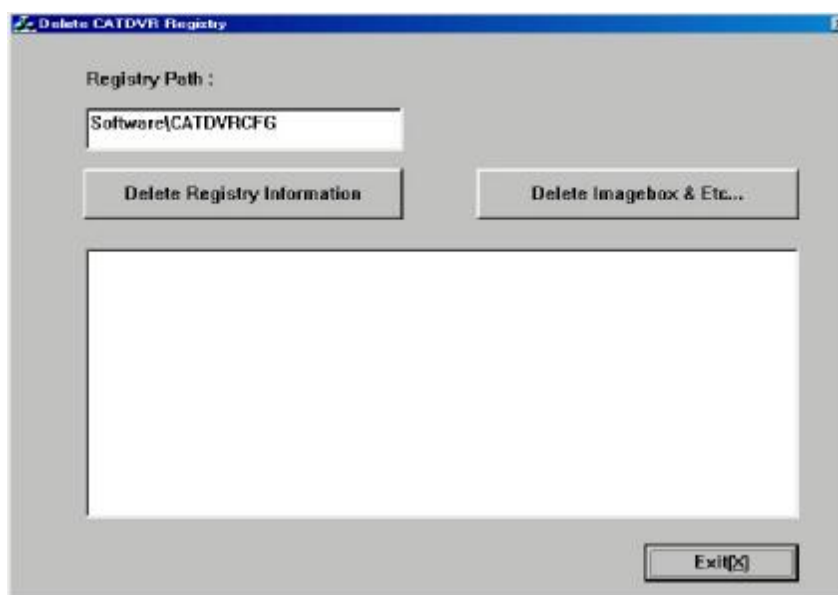 Delete CATDVR Registry
Registry Path :
Software\CATDVRCFG
Delete Registry Information
Delete Imagebox & Etc...
Exit[X]